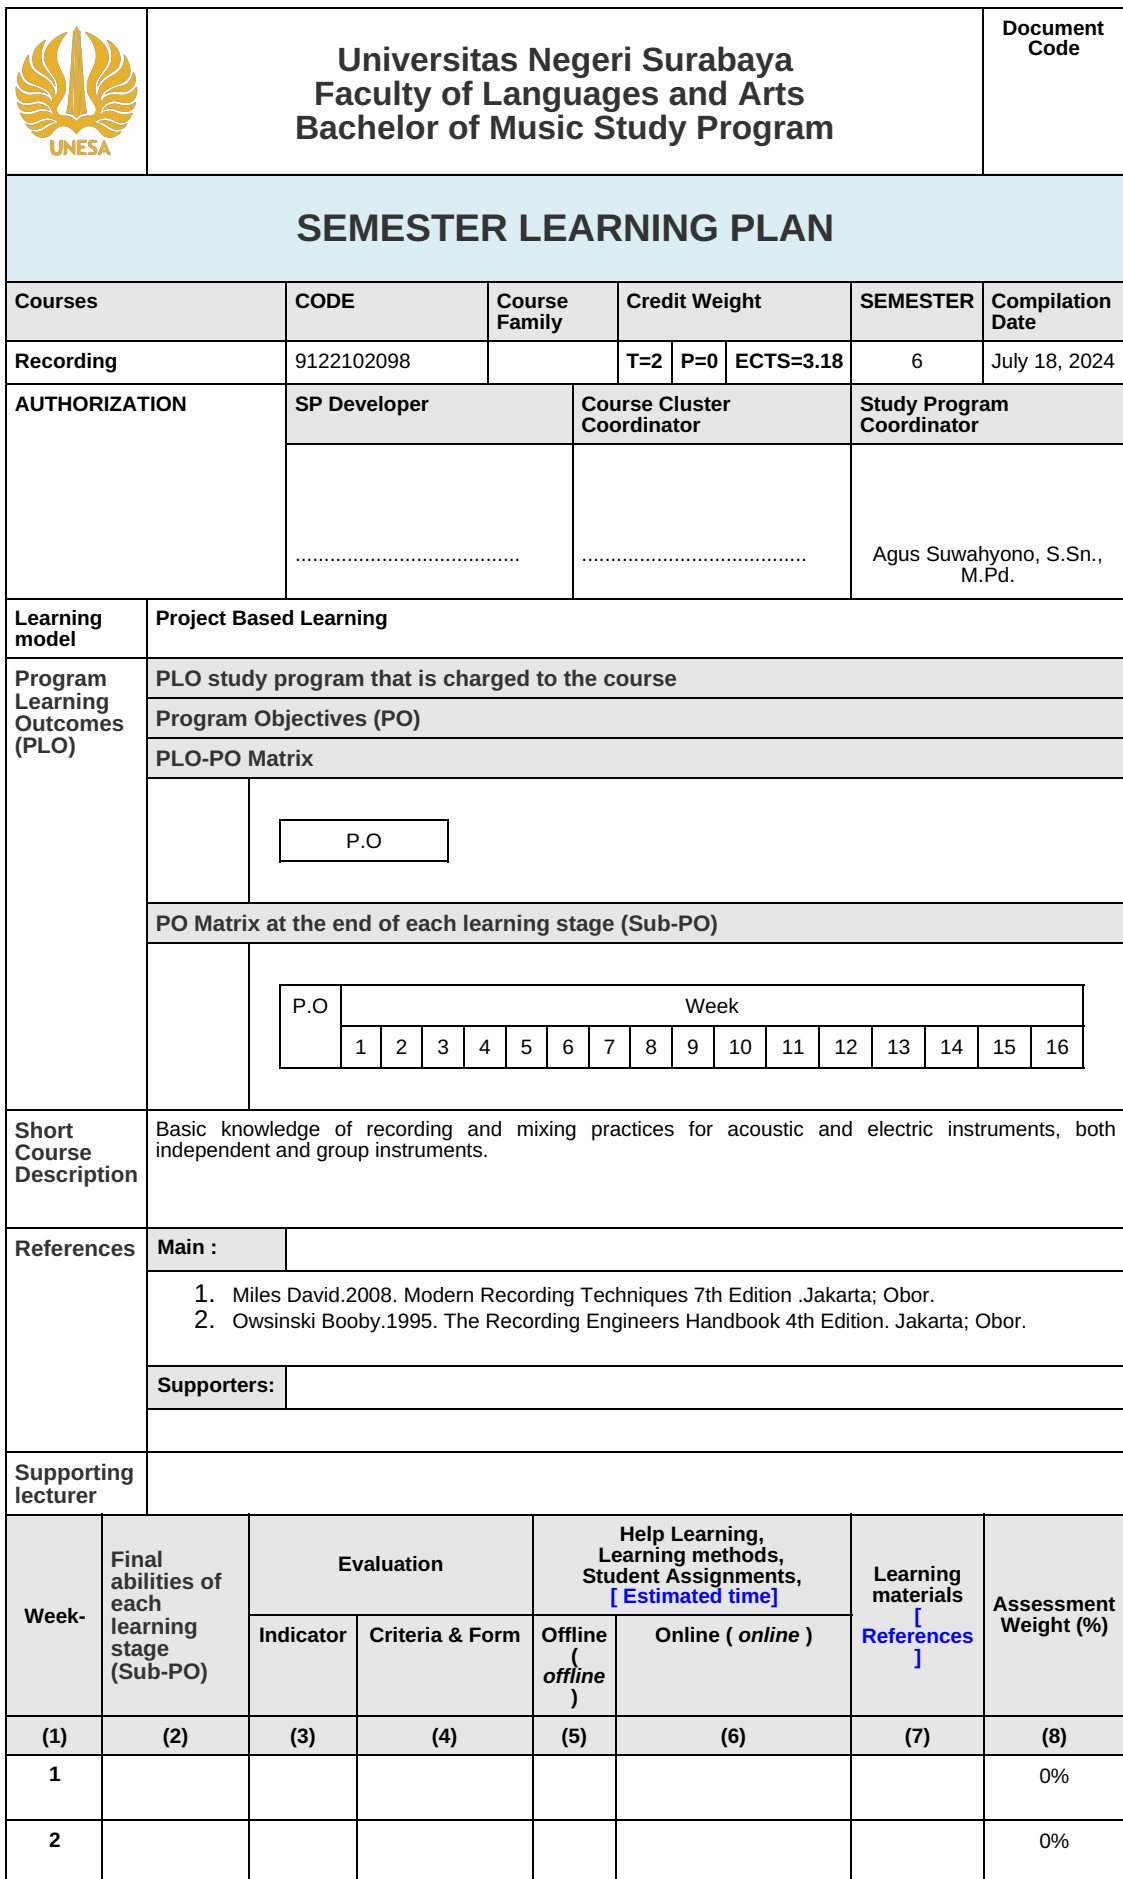 UNESA
Universitas Negeri Surabaya
Faculty of Languages and Arts
Bachelor of Music Study Program
Document
Code
SEMESTER LEARNING PLAN
Courses
CODE
Course
Family
Credit Weight
SEMESTER
Compilation
Date
Recording
9122102098
T=2
P=0
ECTS=3.18
6
July 18, 2024
AUTHORIZATION
SP Developer
Course Cluster
Coordinator
Study Program
Coordinator
.......................................
.......................................
Agus Suwahyono, S.Sn.,
M.Pd.
Learning
model
Project Based Learning
Program
Learning
Outcomes
(PLO)
PLO study program that is charged to the course
Program Objectives (PO)
PLO-PO Matrix
P.O
PO Matrix at the end of each learning stage (Sub-PO)
P.O
Week
1 2 3 4 5 6 7 8 9 10 11 12 13 14 15 16
Short
Course
Description
Basic knowledge of recording and mixing practices for acoustic and electric instruments, both
independent and group instruments.
References
Main :
1. Miles David.2008. Modern Recording Techniques 7th Edition .Jakarta; Obor.
2. Owsinski Booby.1995. The Recording Engineers Handbook 4th Edition. Jakarta; Obor.
Supporters:
Supporting
lecturer
Week-
Final
abilities of
each
learning
stage
(Sub-PO)
Evaluation
Help Learning,
Learning methods,
Student Assignments,
[ Estimated time]
Learning
materials
[
References
]
Assessment
Weight (%)
Indicator
Criteria & Form
Offline
(
offline
)
Online ( online )
(1) (2) (3) (4) (5) (6) (7) (8)
1
0%
2
0%